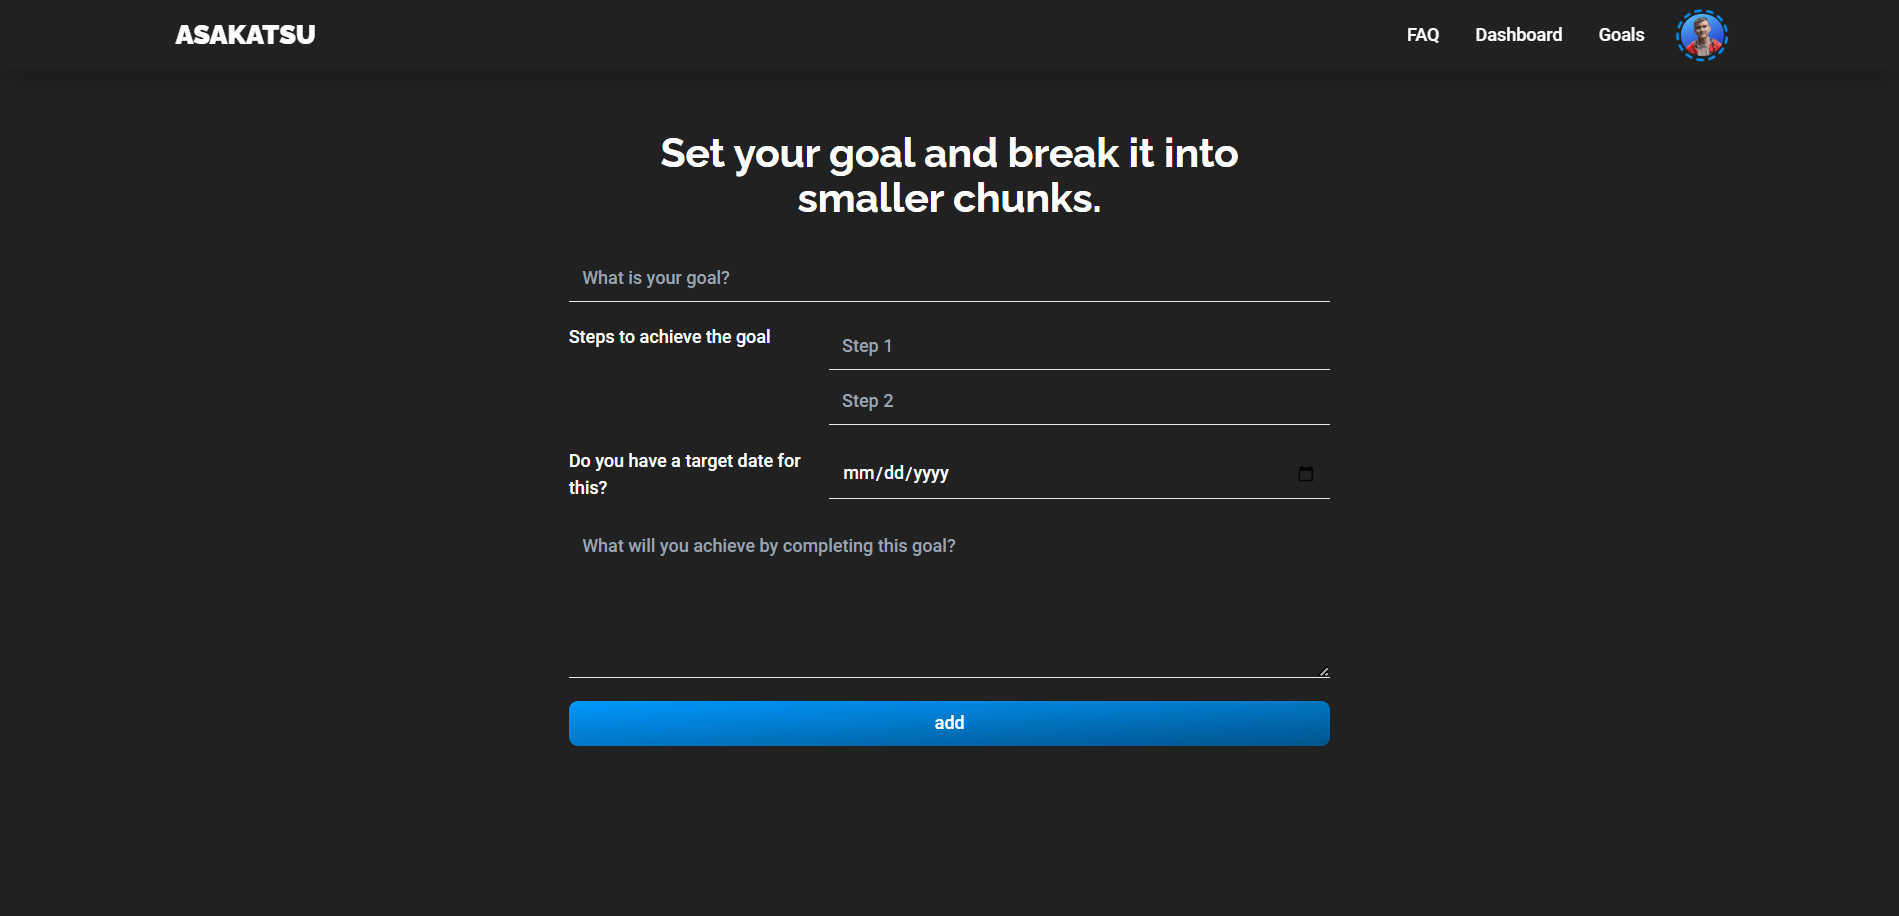 ASAKATSU
FAQ Dashboard Goals
Set your goal and break it into
smaller chunks.
What is your goal?
Steps to achieve the goal
Step 1
Step 2
Do you have a target date for
this?
mm/dd/yyyy
What will you achieve by completing this goal?
add